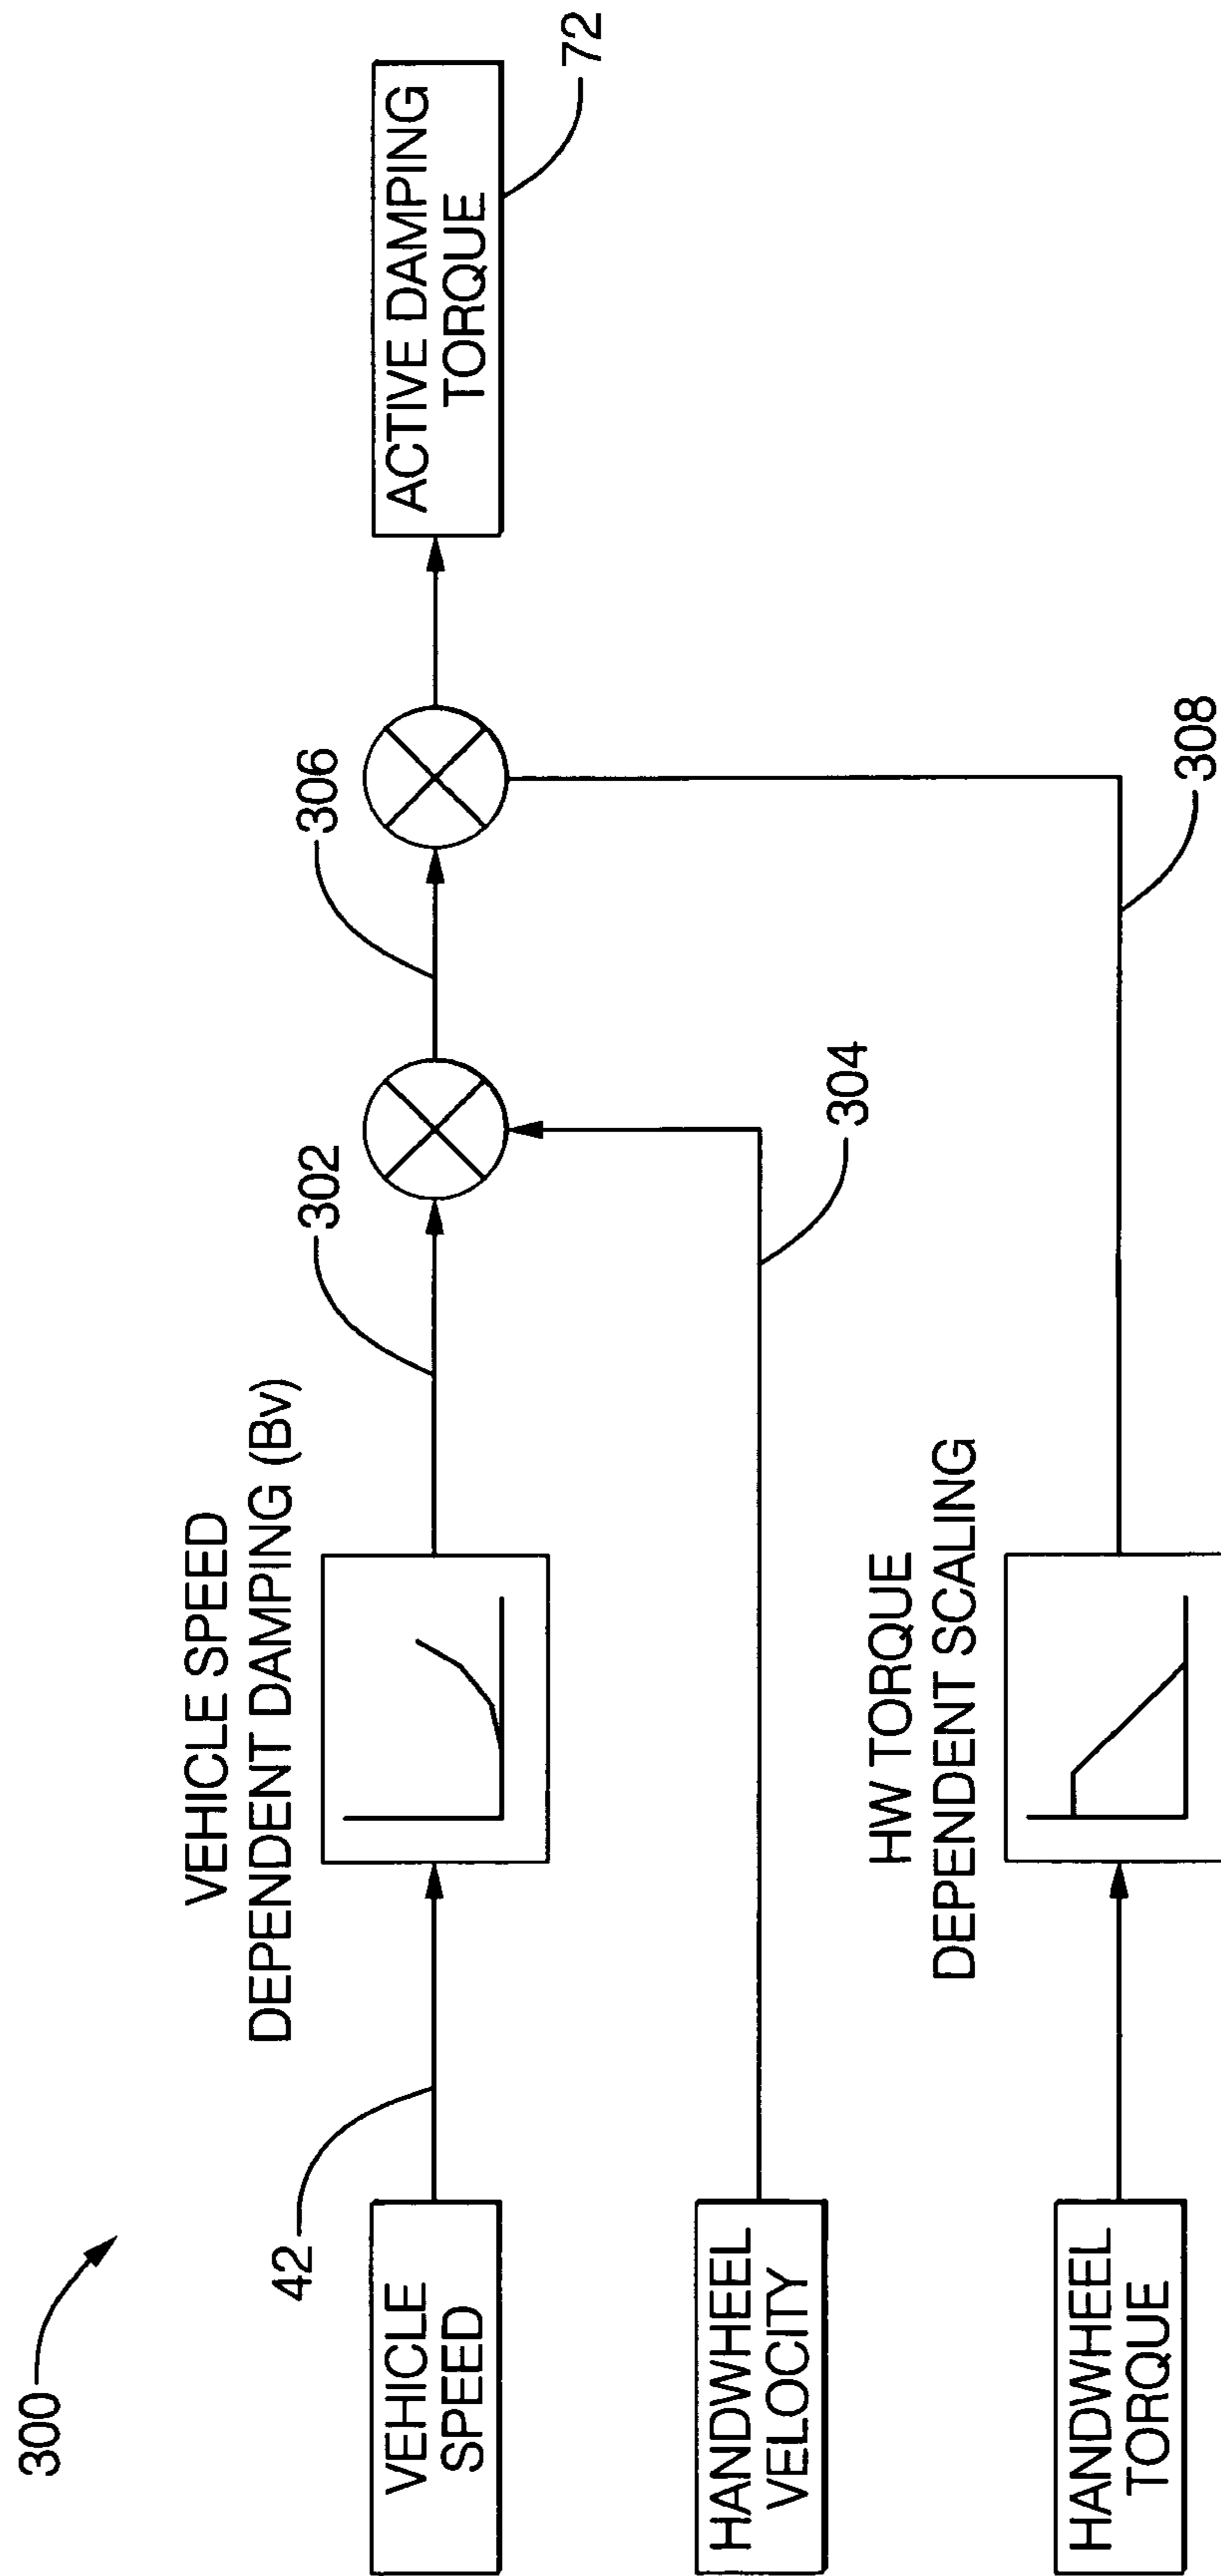 300
VEHICLE SPEED
DEPENDENT DAMPING (Bv)
VEHICLE
SPEED
42
302
306
ACTIVE DAMPING
TORQUE
72
HANDWHEEL
VELOCITY
304
HW TORQUE
DEPENDENT SCALING
HANDWHEEL
TORQUE
308